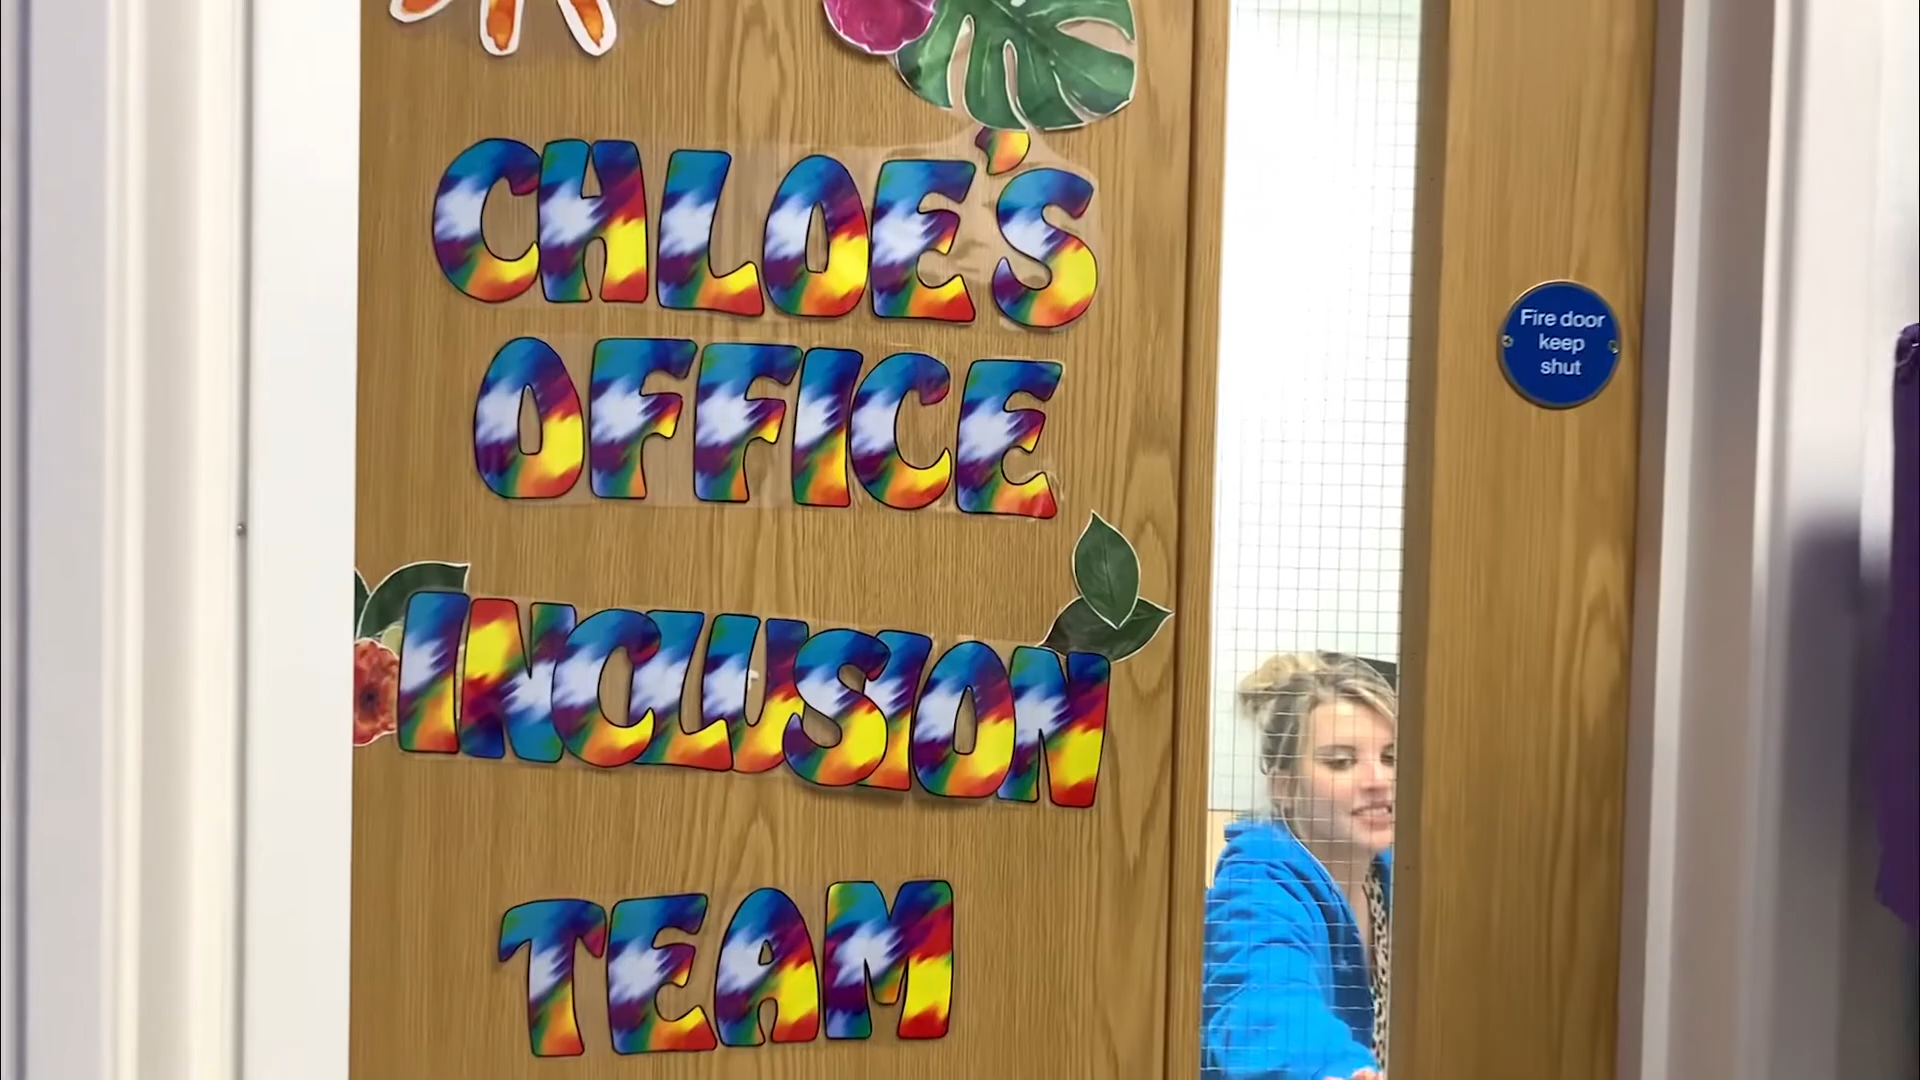 CHLOE'S
OFFICE
INCLUSION
TEAM
Fire door
keep
shut